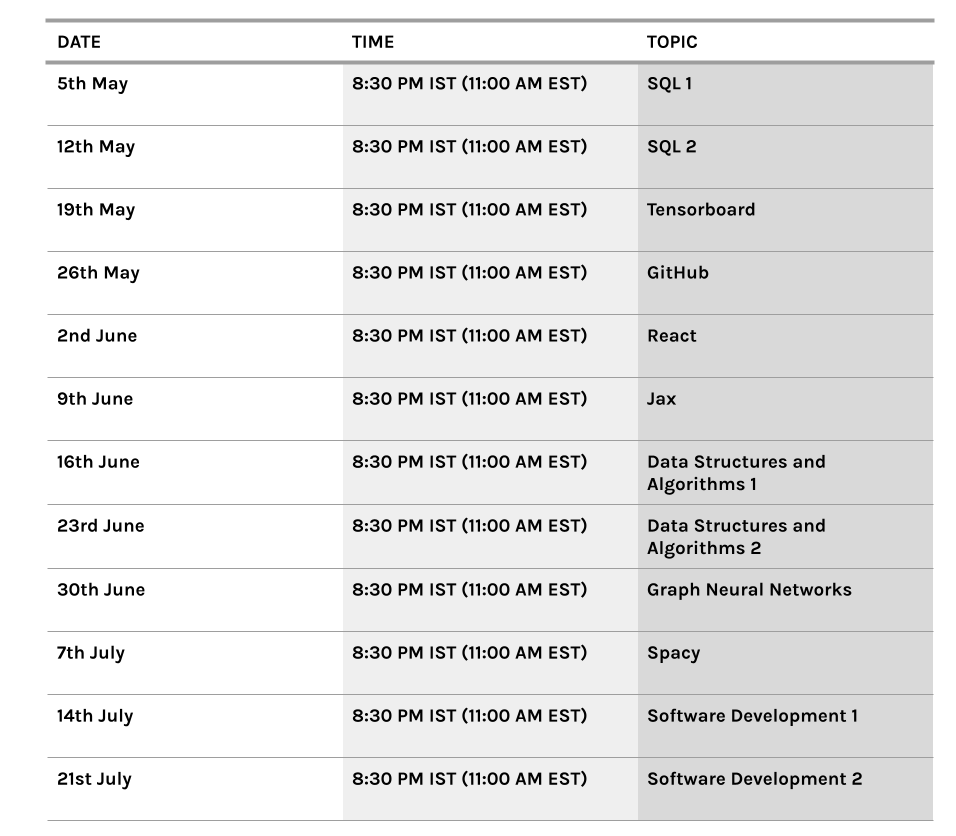 DATE TIME TOPIC
5th May 8:30 PM IST (11:00 AM EST) SQL 1
12th May 8:30 PM IST (11:00 AM EST) SQL 2
19th May 8:30 PM IST (11:00 AM EST) Tensorboard
26th May 8:30 PM IST (11:00 AM EST) GitHub
2nd June 8:30 PM IST (11:00 AM EST) React
9th June 8:30 PM IST (11:00 AM EST) Jax
16th June 8:30 PM IST (11:00 AM EST) Data Structures and
Algorithms 1
23rd June 8:30 PM IST (11:00 AM EST) Data Structures and
Algorithms 2
30th June 8:30 PM IST (11:00 AM EST) Graph Neural Networks
7th July 8:30 PM IST (11:00 AM EST) Spacy
14th July 8:30 PM IST (11:00 AM EST) Software Development 1
21st July 8:30 PM IST (11:00 AM EST) Software Development 2